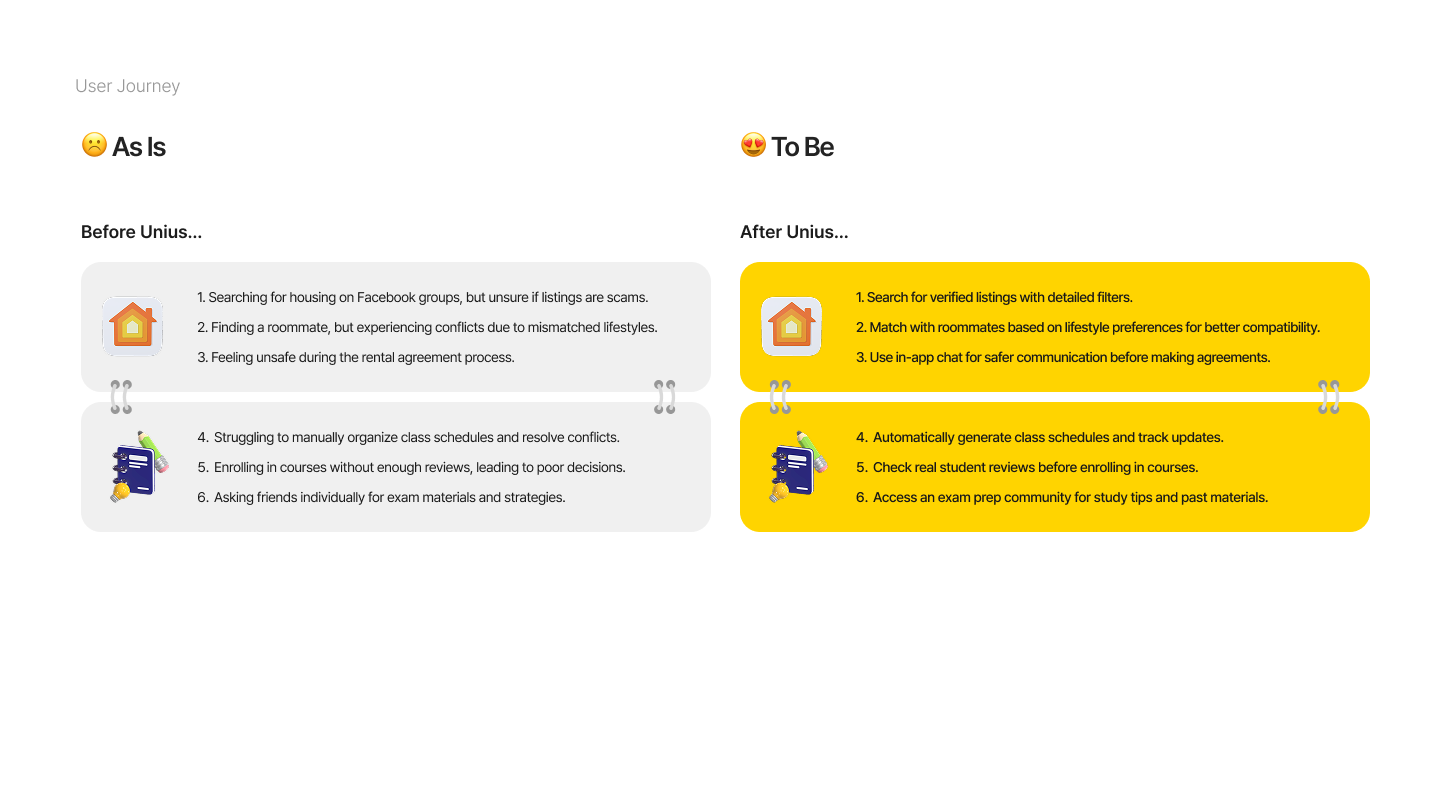 User Journey
☹️ As Is
Before Unius...
1. Searching for housing on Facebook groups, but unsure if listings are scams.
2. Finding a roommate, but experiencing conflicts due to mismatched lifestyles.
3. Feeling unsafe during the rental agreement process.
4. Struggling to manually organize class schedules and resolve conflicts.
5. Enrolling in courses without enough reviews, leading to poor decisions.
6. Asking friends individually for exam materials and strategies.
😍 To Be
After Unius...
1. Search for verified listings with detailed filters.
2. Match with roommates based on lifestyle preferences for better compatibility.
3. Use in-app chat for safer communication before making agreements.
4. Automatically generate class schedules and track updates.
5. Check real student reviews before enrolling in courses.
6. Access an exam prep community for study tips and past materials.